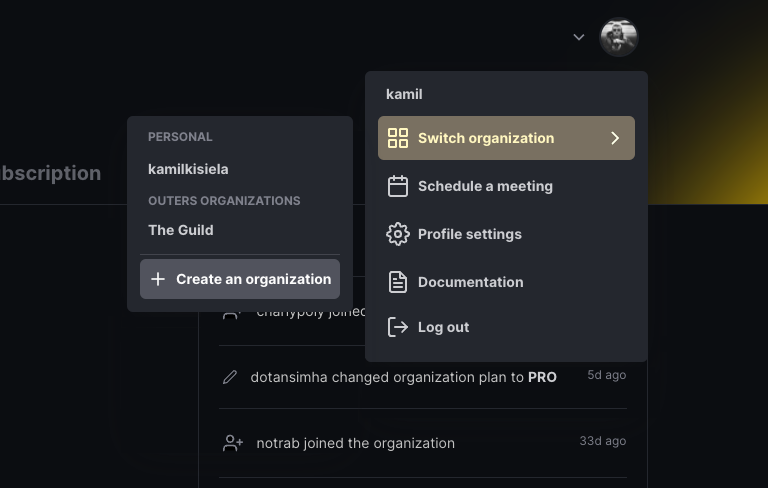 kamil
Switch organization
Schedule a meeting
Profile settings
Documentation
Log out
PERSONAL
kamilkisiela
OUTERS ORGANIZATIONS
The Guild
Create an organization
bscription
charlypoly joined
dotansimha changed organization plan to PRO 5d ago
notrab joined the organization 33d ago